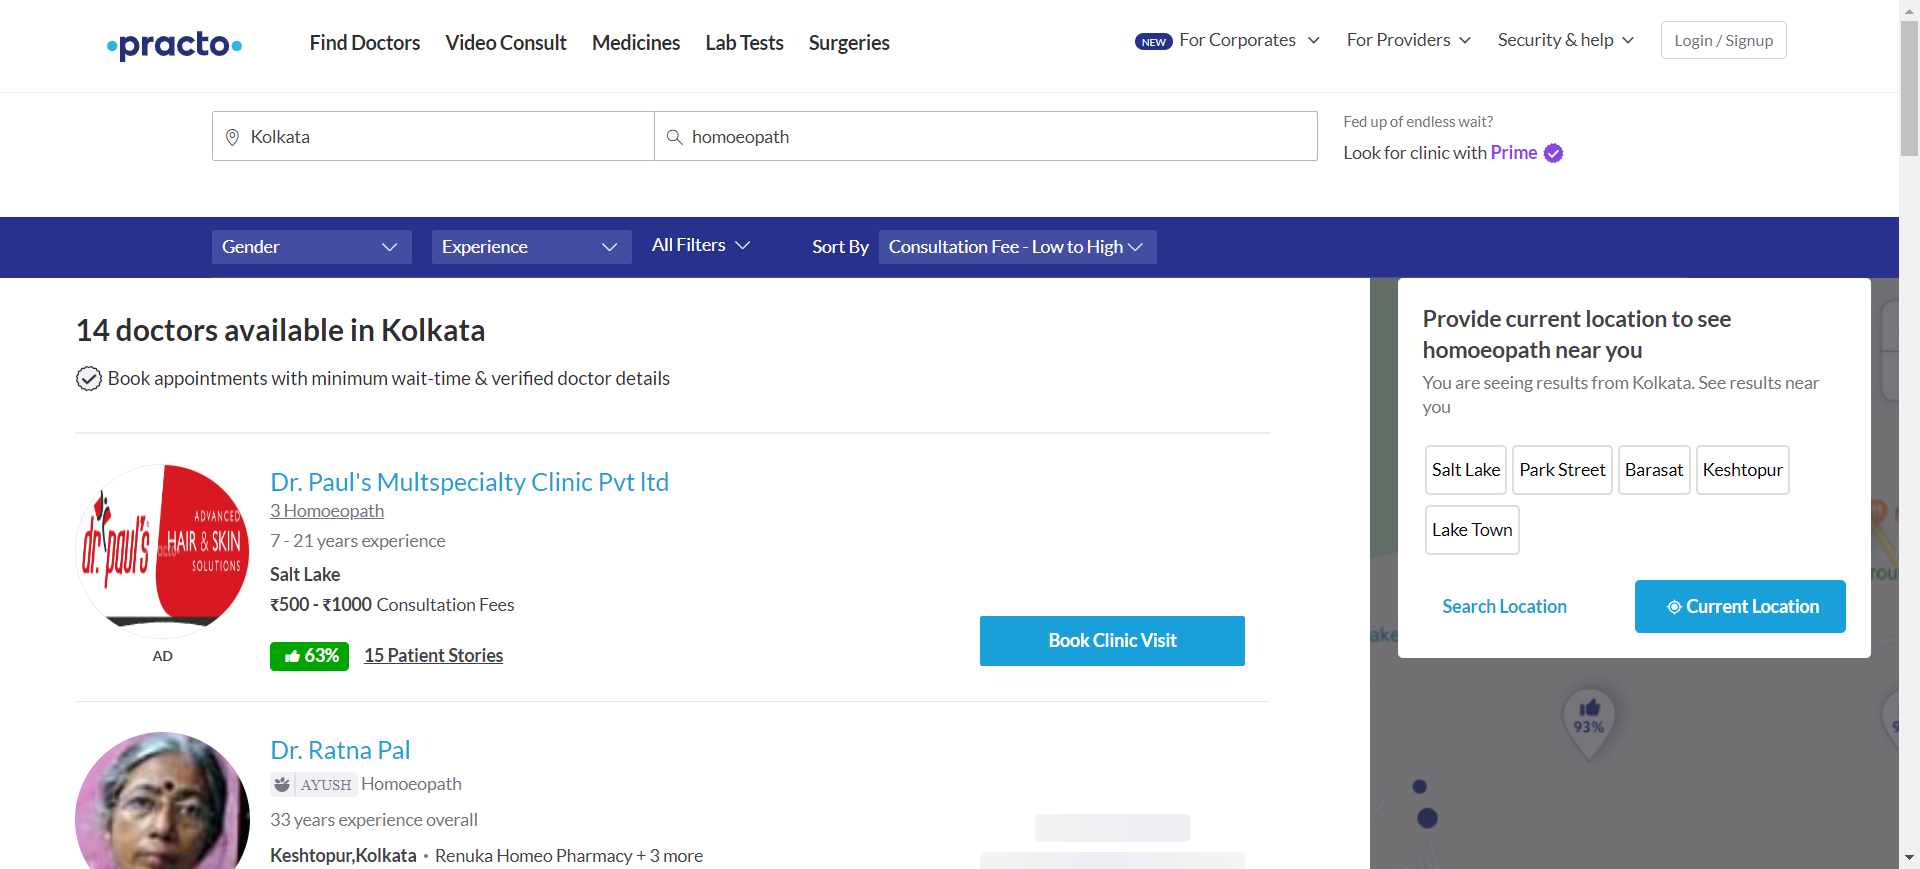 practo
Find Doctors
Video Consult
Medicines
Lab Tests
Surgeries
NEW For Corporates
For Providers
Security & help
Login / Signup
Kolkata
homoeopath
Fed up of endless wait?
Look for clinic with Prime
Gender
Experience
All Filters
Sort By
Consultation Fee - Low to High
14 doctors available in Kolkata
Book appointments with minimum wait-time & verified doctor details
dr. paul's
ADVANCED
HAIR & SKIN
SOLUTIONS
AD
Dr. Paul's Multspecialty Clinic Pvt ltd
3 Homoeopath
7 - 21 years experience
Salt Lake
₹500 - ₹1000 Consultation Fees
63%
15 Patient Stories
Book Clinic Visit
Dr. Ratna Pal
AYUSH Homoeopath
33 years experience overall
Keshtopur,Kolkata • Renuka Homeo Pharmacy + 3 more
Provide current location to see
homoeopath near you
You are seeing results from Kolkata. See results near
you
Salt Lake
Park Street
Barasat
Keshtopur
Lake Town
Search Location
Current Location
93%